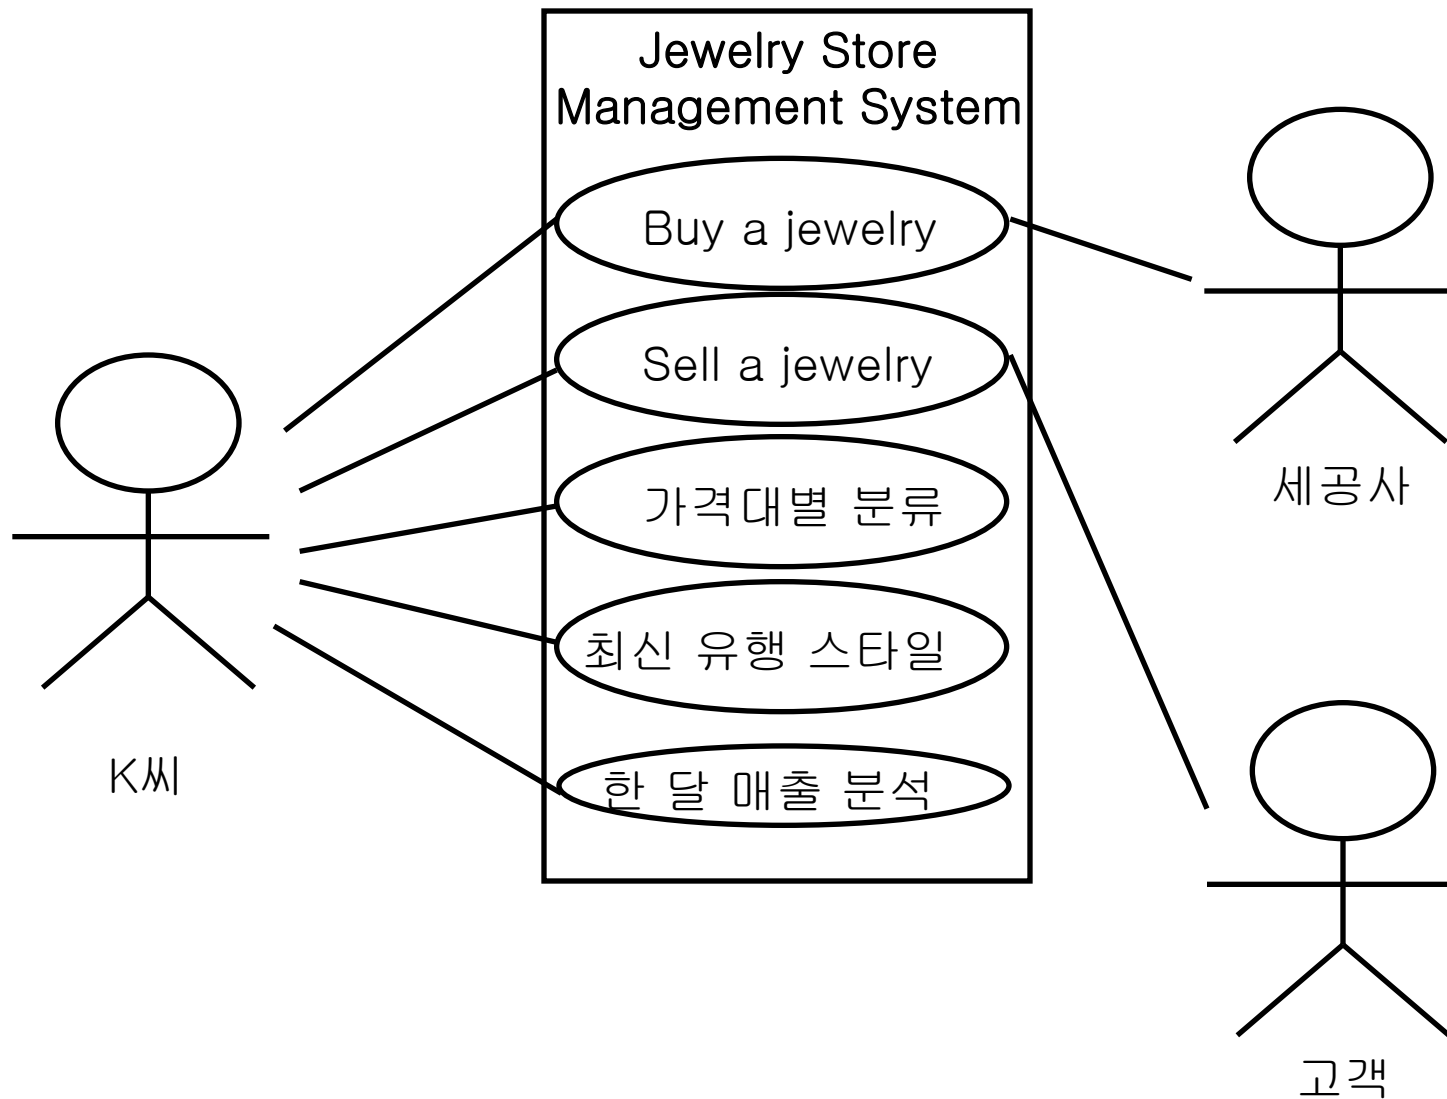 Jewelry Store
Management System
Buy a jewelry
Sell a jewelry
가격대별 분류
최신 유행 스타일
한 달 매출 분석
K씨
세공사
고객